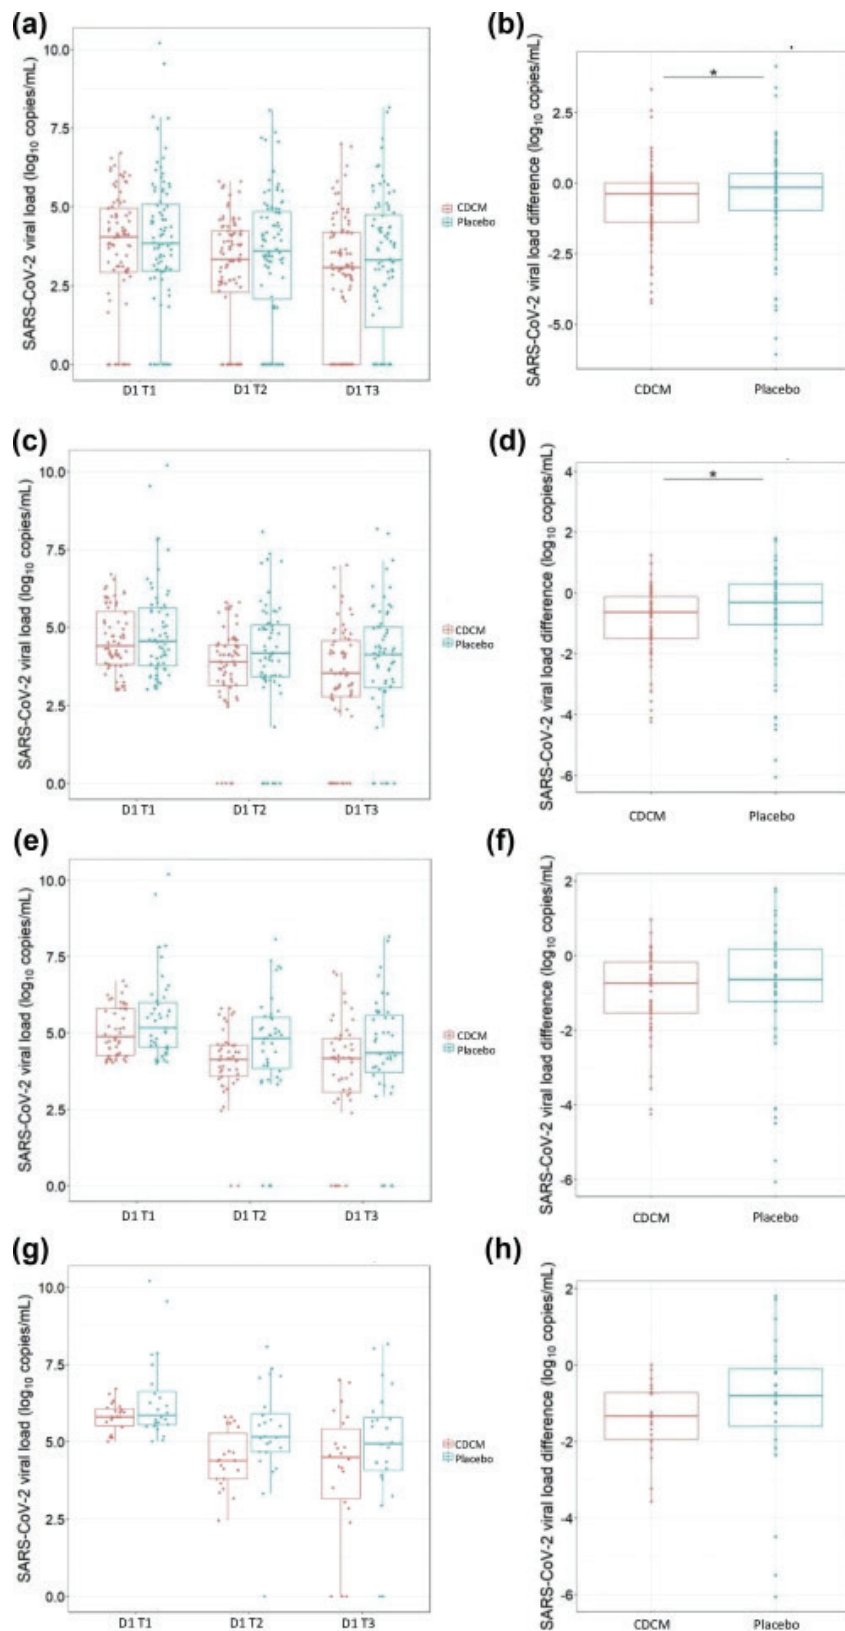 (a)
SARS-CoV-2 viral load (log10 copies/mL)
10.0
7.5
5.0
2.5
0.0
D1 T1 D1 T2 D1 T3
CDCM
Placebo
(b)
SARS-CoV-2 viral load difference (log10 copies/mL)
*
2.5
0.0
-2.5
-5.0
CDCM Placebo
(c)
SARS-CoV-2 viral load (log10 copies/mL)
10.0
7.5
5.0
2.5
0.0
D1 T1 D1 T2 D1 T3
CDCM
Placebo
(d)
SARS-CoV-2 viral load difference (log10 copies/mL)
*
4
2
0
-2
-4
-6
CDCM Placebo
(e)
SARS-CoV-2 viral load (log10 copies/mL)
10.0
7.5
5.0
2.5
0.0
D1 T1 D1 T2 D1 T3
CDCM
Placebo
(f)
SARS-CoV-2 viral load difference (log10 copies/mL)
2
0
-2
-4
-6
CDCM Placebo
(g)
SARS-CoV-2 viral load (log10 copies/mL)
10.0
7.5
5.0
2.5
0.0
D1 T1 D1 T2 D1 T3
CDCM
Placebo
(h)
SARS-CoV-2 viral load difference (log10 copies/mL)
2
0
-2
-4
-6
CDCM Placebo